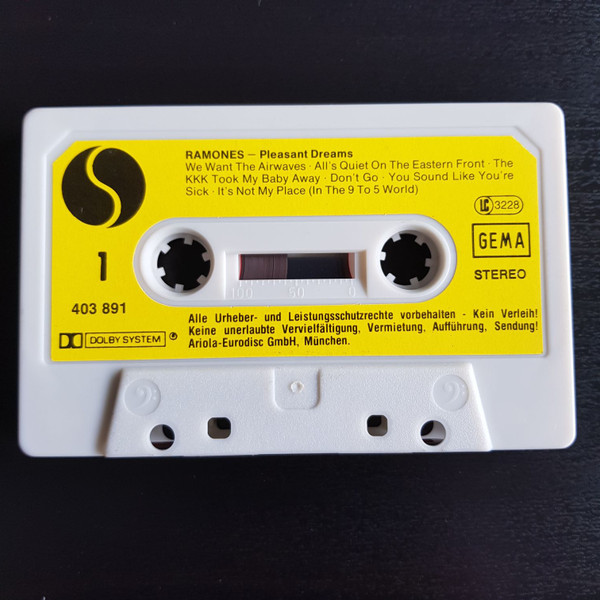 RAMONES – Pleasant Dreams
We Want The Airwaves · All's Quiet On The Eastern Front · The
KKK Took My Baby Away · Don't Go · You Sound Like You're
Sick · It's Not My Place (In The 9 To 5 World)
LC 3228
GEMA
1
STEREO
100 50 0
403 891
DOLBY SYSTEM ®
Alle Urheber- und Leistungsschutzrechte vorbehalten - Kein Verleih!
Keine unerlaubte Vervielfältigung, Vermietung, Aufführung, Sendung!
Ariola-Eurodisc GmbH, München.